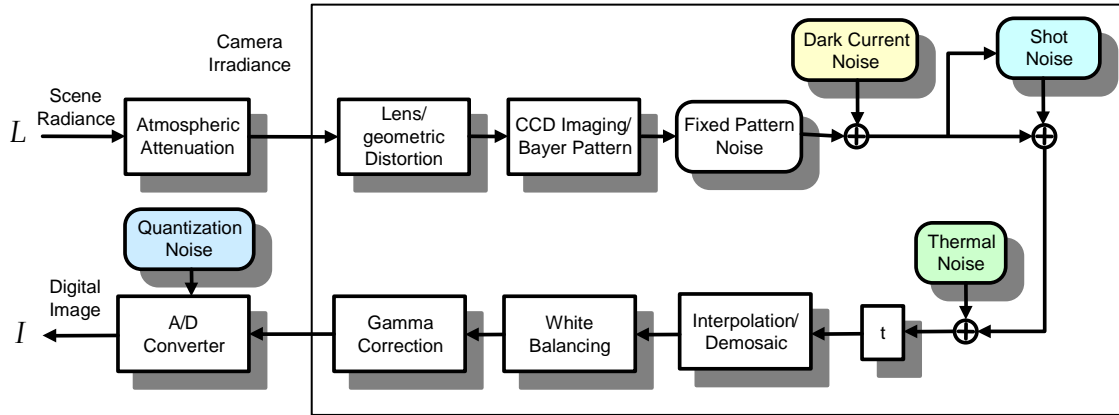 Camera
Irradiance
Dark Current
Noise
Shot
Noise
Scene
Radiance
L
Atmospheric
Attenuation
Lens/
geometric
Distortion
CCD Imaging/
Bayer Pattern
Fixed Pattern
Noise
Quantization
Noise
Thermal
Noise
Digital
Image
I
A/D
Converter
Gamma
Correction
White
Balancing
Interpolation/
Demosaic
t